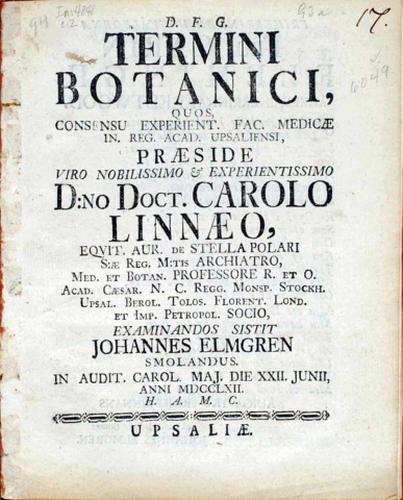 D. F. G.
17.
TERMINI
BOTANICI,
QUOS,
CONSENSU EXPERIENT. FAC. MEDICÆ
IN. REG. ACAD. UPSALIENSI,
PRÆSIDE
VIRO NOBILISSIMO & EXPERIENTISSIMO
D:NO DOCT. CAROLO
LINNÆO,
EQVIT. AUR. DE STELLA POLARI
S:Æ REG. M:TIS ARCHIATRO,
MED. ET BOTAN. PROFESSORE R. ET O.
ACAD. CÆSAR. N. C. REGG. MONSP. STOCKH.
UPSAL. BEROL. TOLOS. FLORENT. LOND.
ET IMP. PETROPOL. SOCIO,
EXAMINANDOS SISTIT
JOHANNES ELMGREN
SMOLANDUS.
IN AUDIT. CAROL. MAJ. DIE XXII. JUNII,
ANNI MDCCLXII.
H. A. M. C.
UPSALIÆ.